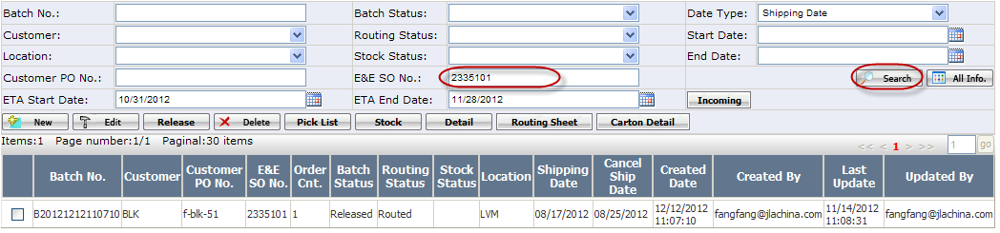 Batch No.: Batch Status: Date Type: Shipping Date
Customer: Routing Status: Start Date:
Location: Stock Status: End Date:
Customer PO No.: E&E SO No.: 2335101 Search All Info.
ETA Start Date: 10/31/2012 ETA End Date: 11/28/2012 Incoming
New Edit Release Delete Pick List Stock Detail Routing Sheet Carton Detail
Items:1 Page number:1/1 Paginal:30 items << < 1 > >> 1 go
Batch No. Customer Customer PO No. E&E SO No. Order Cnt. Batch Status Routing Status Stock Status Location Shipping Date Cancel Ship Date Created Date Created By Last Update Updated By
B20121212110710 BLK f-blk-51 2335101 1 Released Routed LVM 08/17/2012 08/25/2012 12/12/2012 11:07:10 fangfang@jlachina.com 11/14/2012 11:08:31 fangfang@jlachina.com